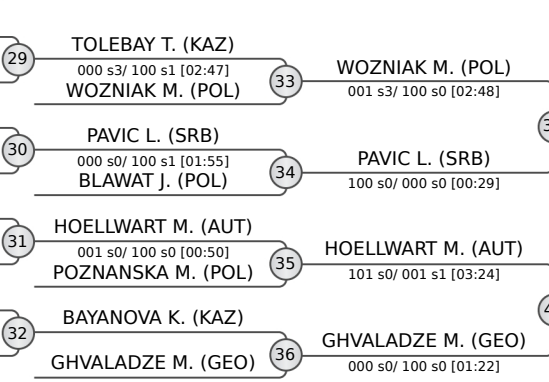 TOLEBAY T. (KAZ)
29
000 s3/ 100 s1 [02:47]
WOZNIAK M. (POL)
33
WOZNIAK M. (POL)
001 s3/ 100 s0 [02:48]
PAVIC L. (SRB)
30
000 s0/ 100 s1 [01:55]
BLAWAT J. (POL)
34
PAVIC L. (SRB)
100 s0/ 000 s0 [00:29]
HOELLWART M. (AUT)
31
001 s0/ 100 s0 [00:50]
POZNANSKA M. (POL)
35
HOELLWART M. (AUT)
101 s0/ 001 s1 [03:24]
BAYANOVA K. (KAZ)
32
GHVALADZE M. (GEO)
36
GHVALADZE M. (GEO)
000 s0/ 100 s0 [01:22]